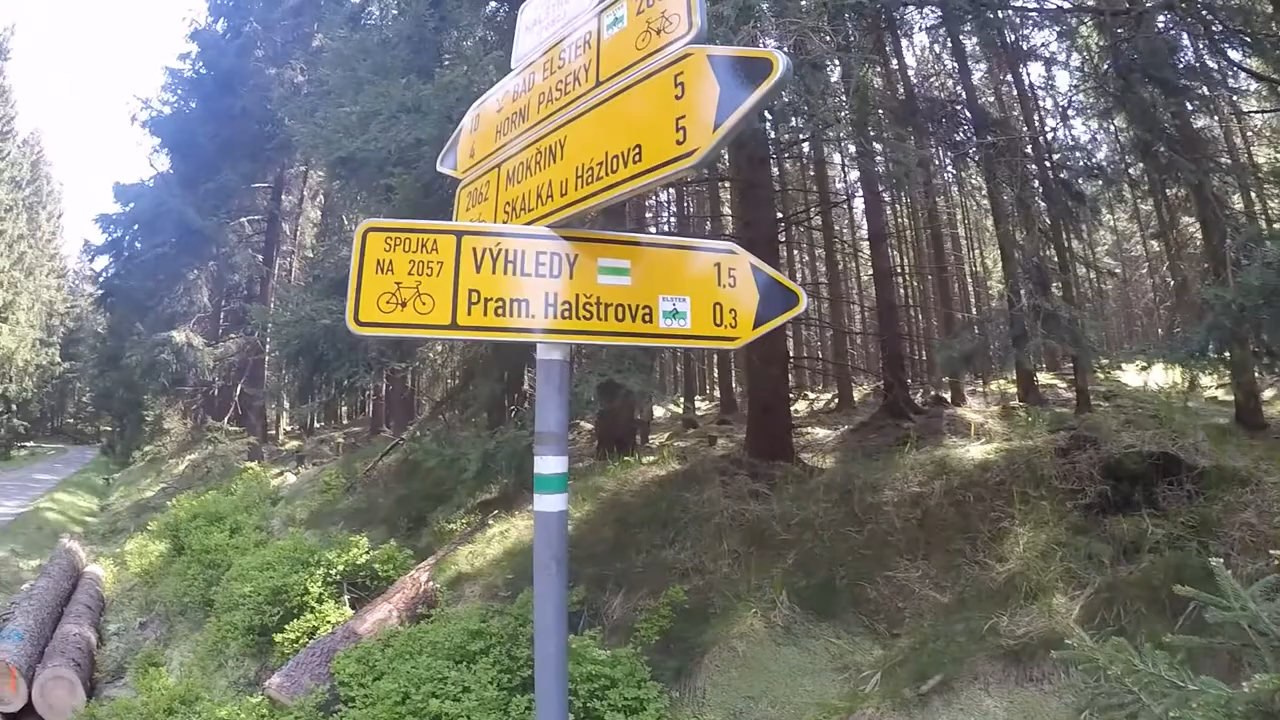 10 BAD ELSTER
4 HORNÍ PASEKY
2062
MOKŘINY 5
SKALKA u Házlova 5
SPOJKA
NA 2057
VÝHLEDY 1,5
Pram. Halštrova ELSTER 0,3